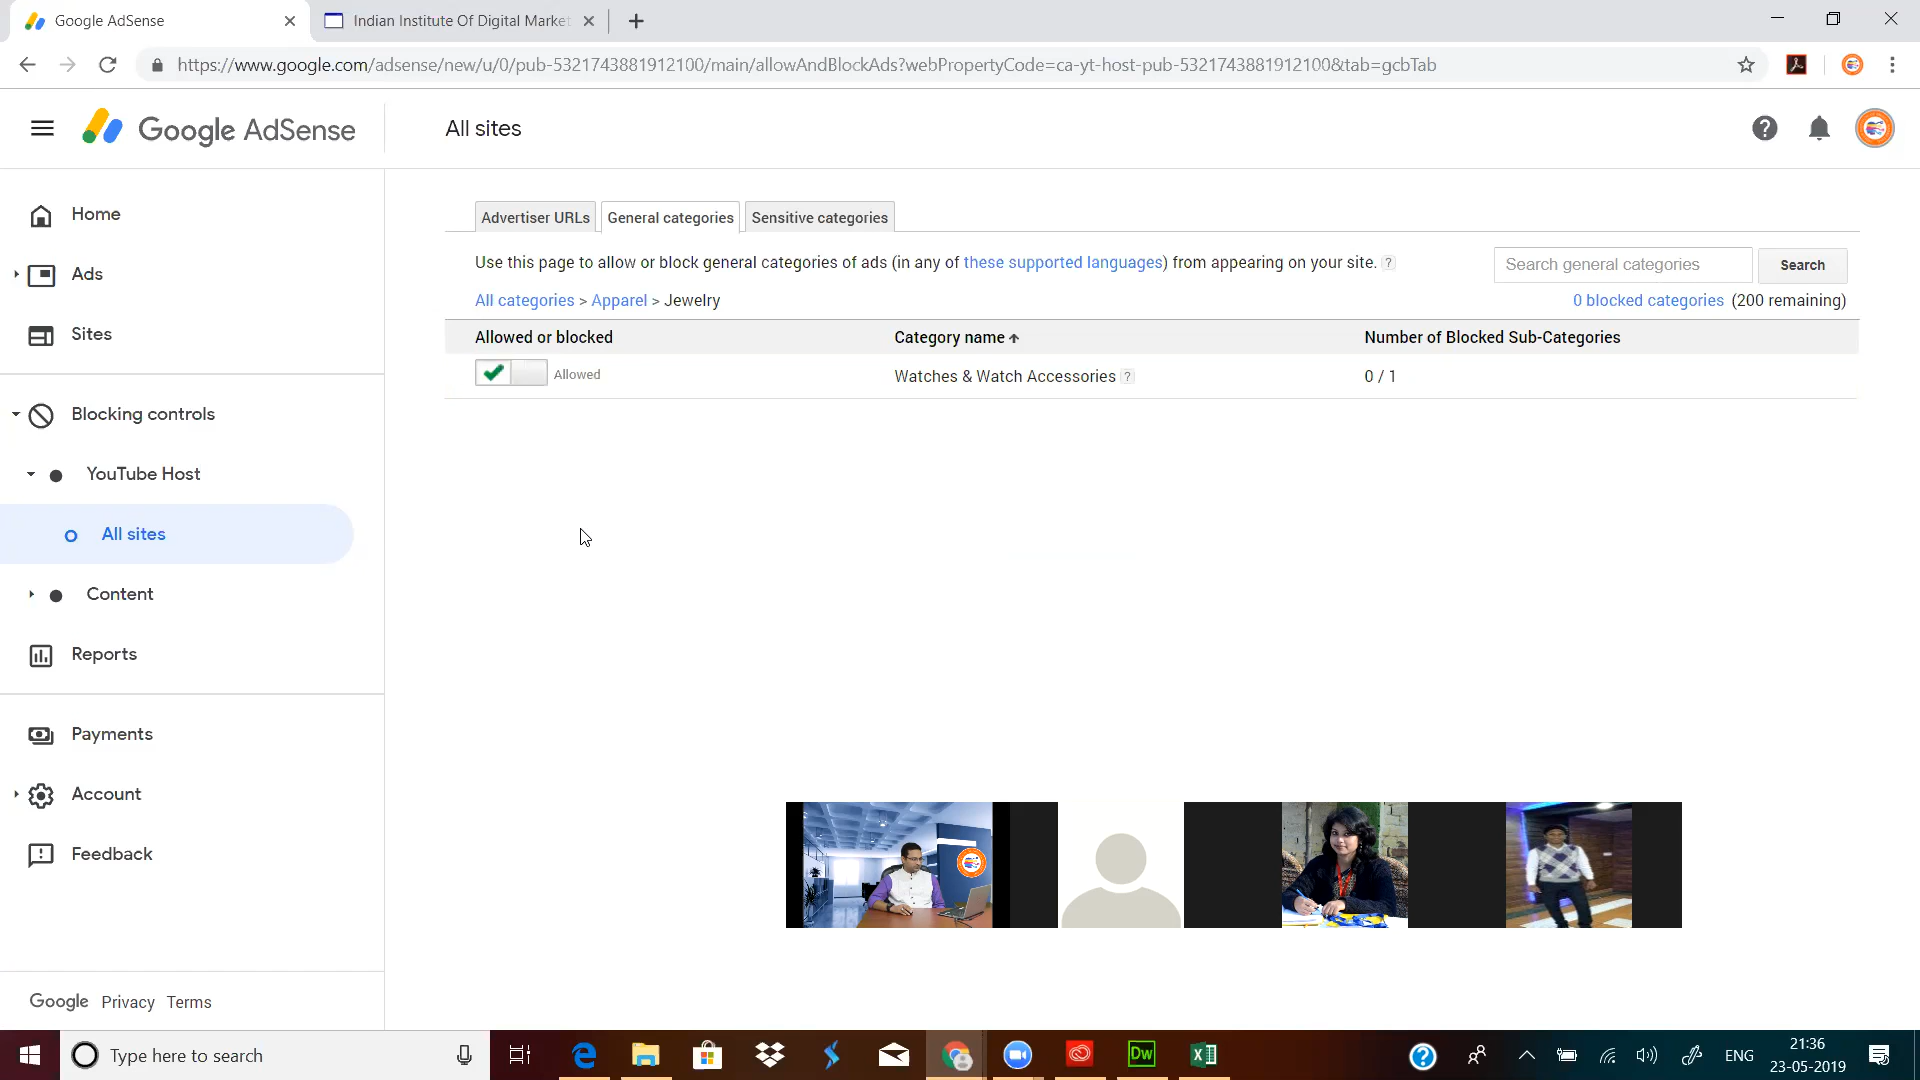 Google AdSense
Indian Institute Of Digital Market
https://www.google.com/adsense/new/u/0/pub-5321743881912100/main/allowAndBlockAds?webPropertyCode=ca-yt-host-pub-5321743881912100&tab=gcbTab
Google AdSense
All sites
Home
Ads
Sites
Blocking controls
YouTube Host
All sites
Content
Reports
Payments
Account
Feedback
Google Privacy Terms
Advertiser URLs
General categories
Sensitive categories
Use this page to allow or block general categories of ads (in any of these supported languages) from appearing on your site. ?
Search general categories
Search
All categories > Apparel > Jewelry
0 blocked categories (200 remaining)
Allowed or blocked
Category name
Number of Blocked Sub-Categories
Allowed
Watches & Watch Accessories ?
0 / 1
Type here to search
Dw
ENG
21:36
23-05-2019